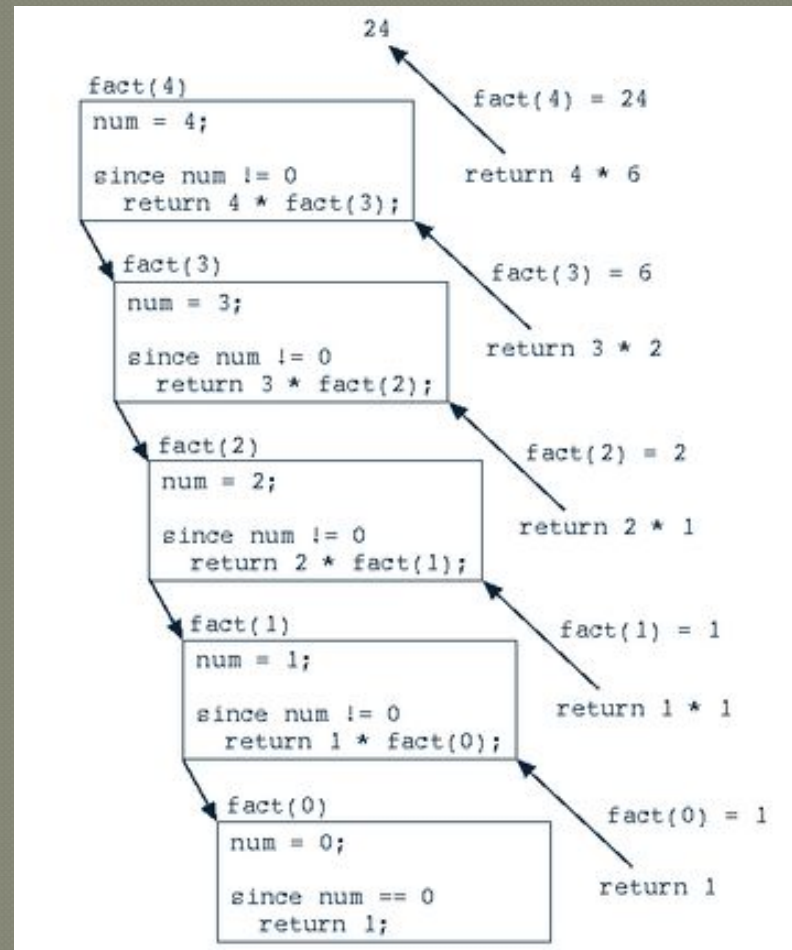 24
fact(4)
fact(4) = 24
num = 4;
return 4 * 6
since num != 0
return 4 * fact(3);
fact(3)
fact(3) = 6
num = 3;
return 3 * 2
since num != 0
return 3 * fact(2);
fact(2)
fact(2) = 2
num = 2;
return 2 * 1
since num != 0
return 2 * fact(1);
fact(1)
fact(1) = 1
num = 1;
return 1 * 1
since num != 0
return 1 * fact(0);
fact(0)
fact(0) = 1
num = 0;
return 1
since num == 0
return 1;